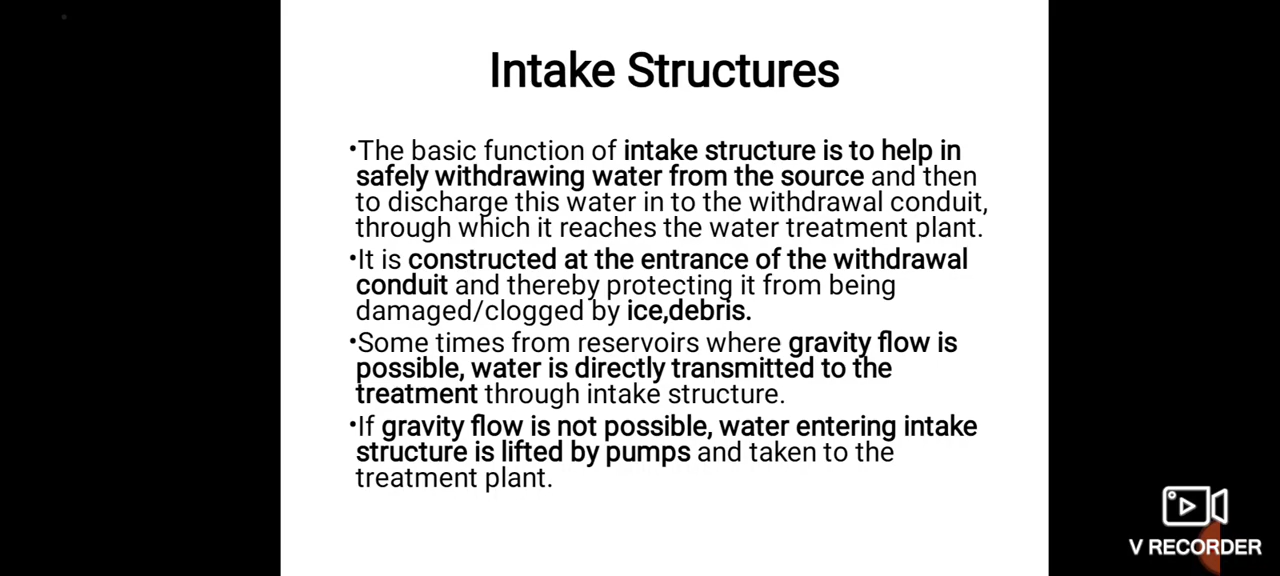 Intake Structures
•The basic function of intake structure is to help in
safely withdrawing water from the source and then
to discharge this water in to the withdrawal conduit,
through which it reaches the water treatment plant.
•It is constructed at the entrance of the withdrawal
conduit and thereby protecting it from being
damaged/clogged by ice,debris.
•Some times from reservoirs where gravity flow is
possible, water is directly transmitted to the
treatment through intake structure.
•If gravity flow is not possible, water entering intake
structure is lifted by pumps and taken to the
treatment plant.
V RECORDER